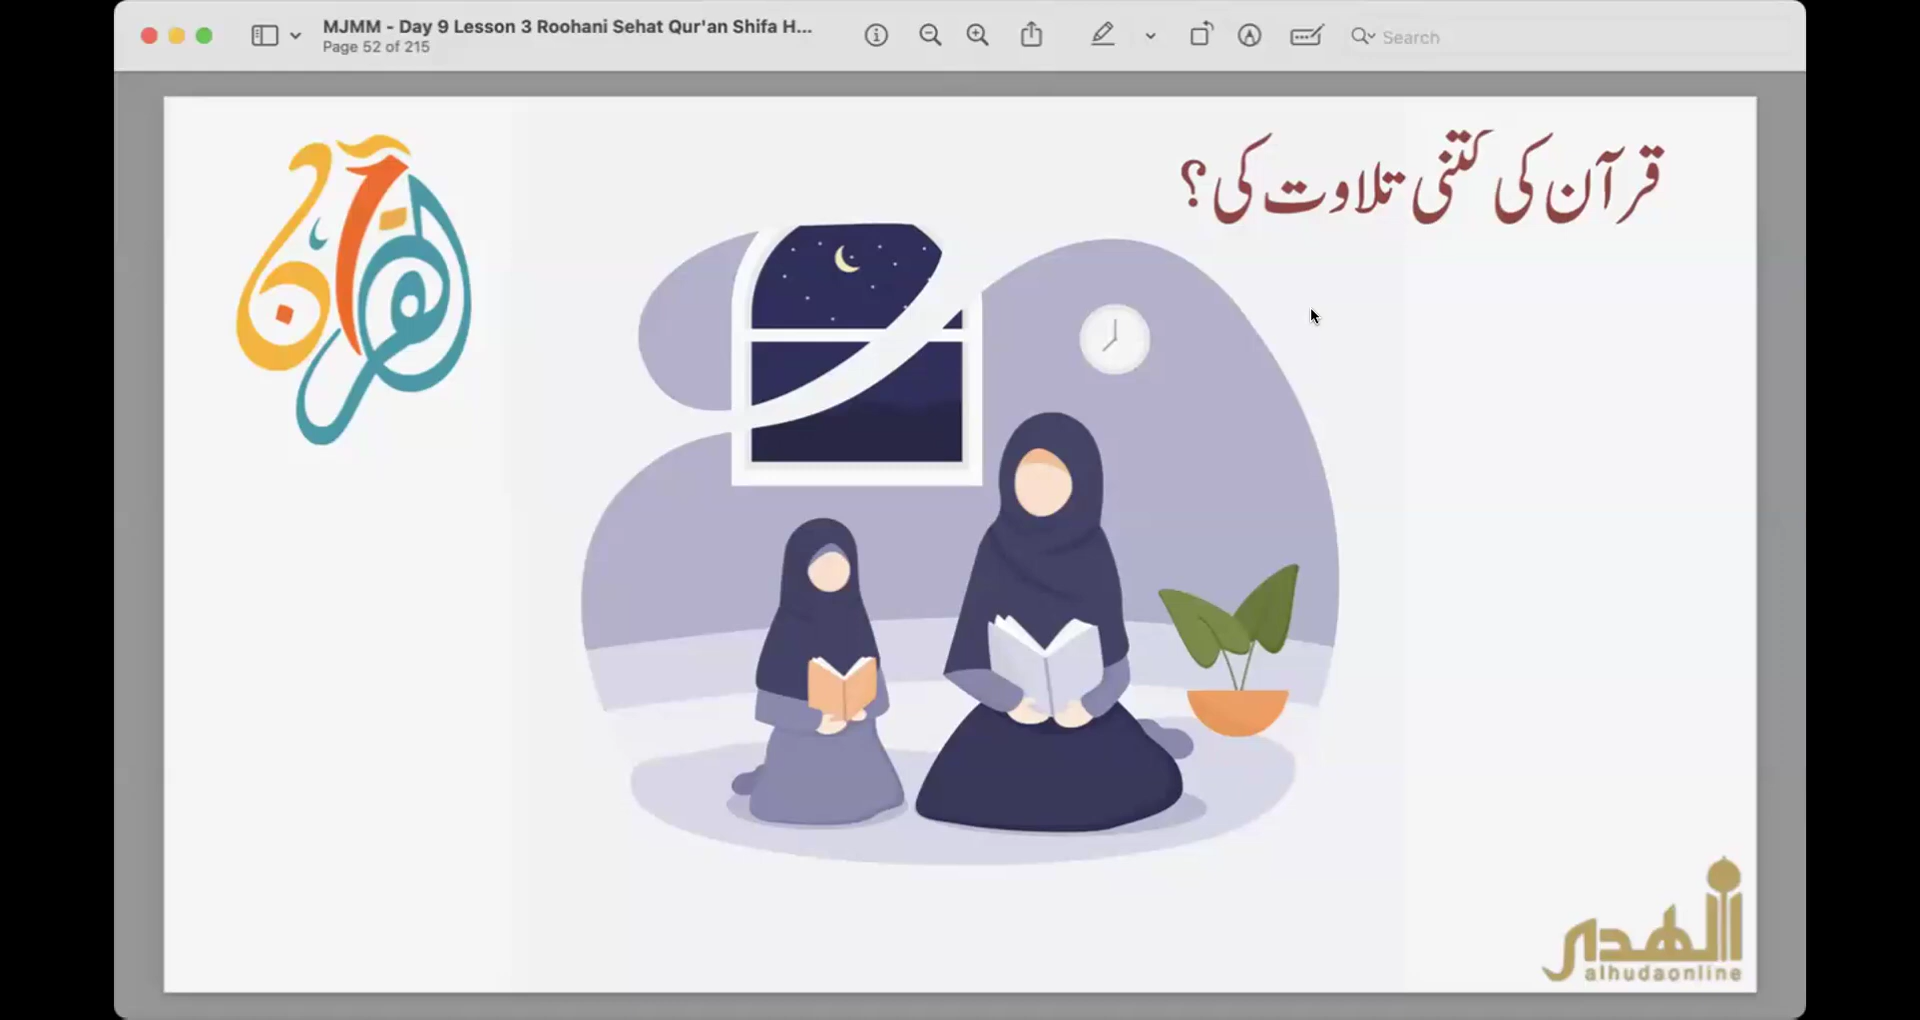 MJMM - Day 9 Lesson 3 Roohani Sehat Qur'an Shifa H...
Page 52 of 215
Search
قرآن کی کتنی تلاوت کی؟
القرآن
الهدى
alhudaonline